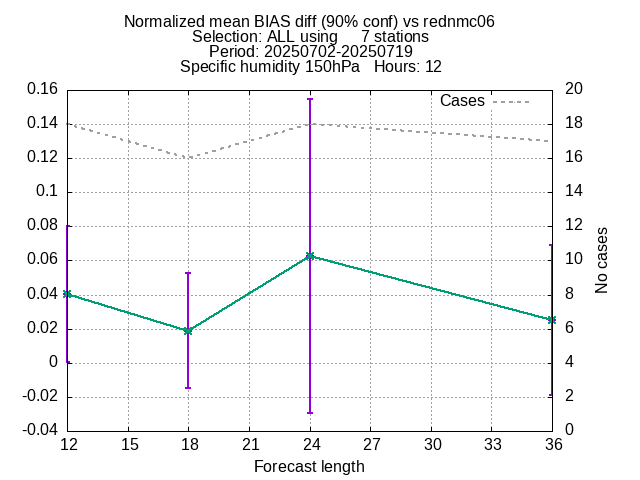 Normalized mean BIAS diff (90% conf) vs rednmc06
Selection: ALL using     7 stations
Period: 20250702-20250719
Specific humidity 150hPa   Hours: 12
Cases
0.16
0.14
0.12
0.1
0.08
0.06
0.04
0.02
0
-0.02
-0.04
20
18
16
14
12
10
8
6
4
2
0
No cases
12 15 18 21 24 27 30 33 36
Forecast length